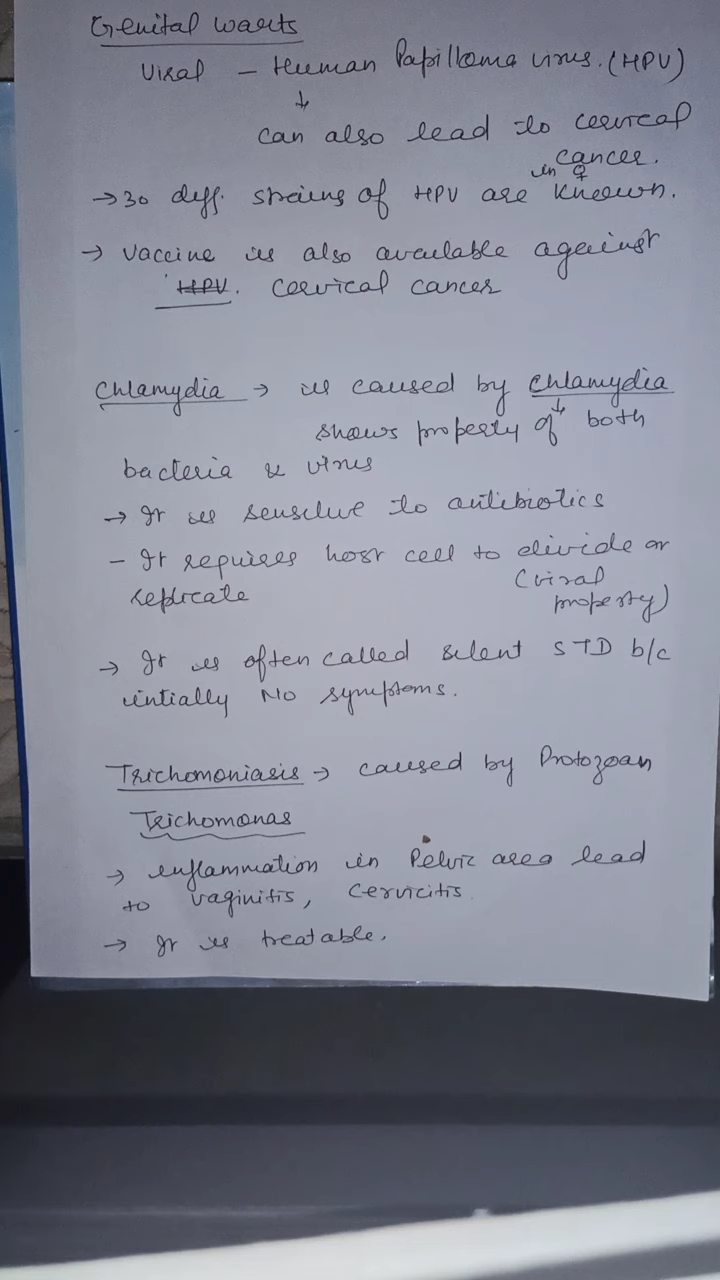 Genital warts
Viral - Human Papilloma virus. (HPV)
↓
can also lead to cervical
cancer.
in ♀
→ 30 diff. strains of HPV are known.
→ Vaccine is also available against
HPV. cervical cancer
Chlamydia → is caused by Chlamydia
↓
shows property of both
bacteria & virus
→ It is sensitive to antibiotics
- It requires host cell to divide or
replicate (viral
property)
→ It is often called silent STD b/c
intially No symptoms.
Trichomoniasis → caused by Protozoan
Trichomonas
→ inflammation in Pelvic area lead
to vaginitis, cervicitis.
→ It is treatable.